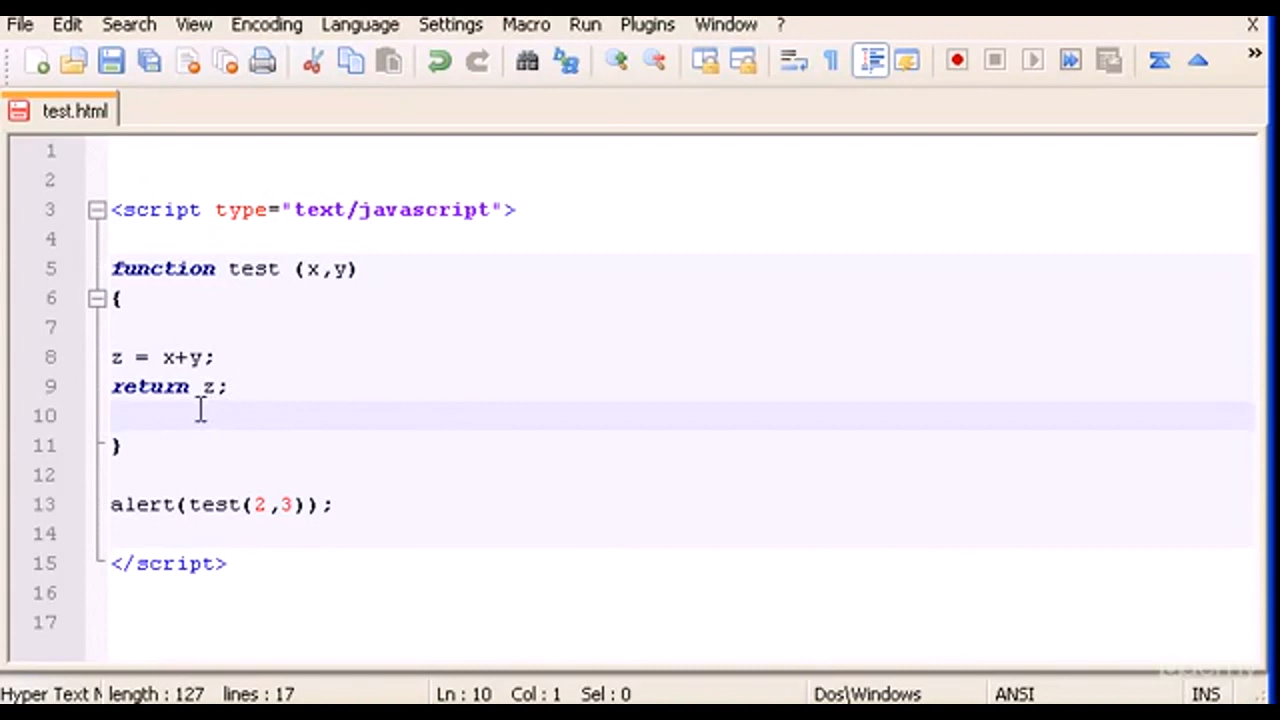 File Edit Search View Encoding Language Settings Macro Run Plugins Window ? X
»
test.html
1
2
3 <script type="text/javascript">
4
5 function test (x,y)
6 {
7
8 z = x+y;
9 return z;
10
11 }
12
13 alert(test(2,3));
14
15 </script>
16
17
Hyper Text M length : 127 lines : 17 Ln : 10 Col : 1 Sel : 0 Dos\Windows ANSI INS